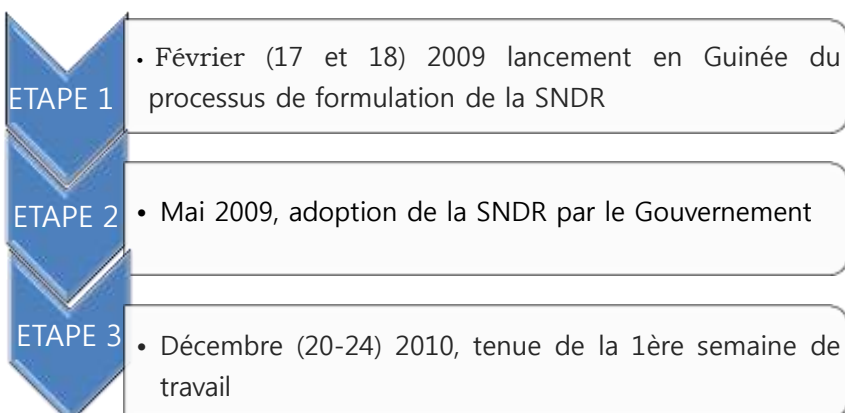 ETAPE 1
• Février (17 et 18) 2009 lancement en Guinée du
processus de formulation de la SNDR
ETAPE 2
• Mai 2009, adoption de la SNDR par le Gouvernement
ETAPE 3
• Décembre (20-24) 2010, tenue de la 1ère semaine de
travail